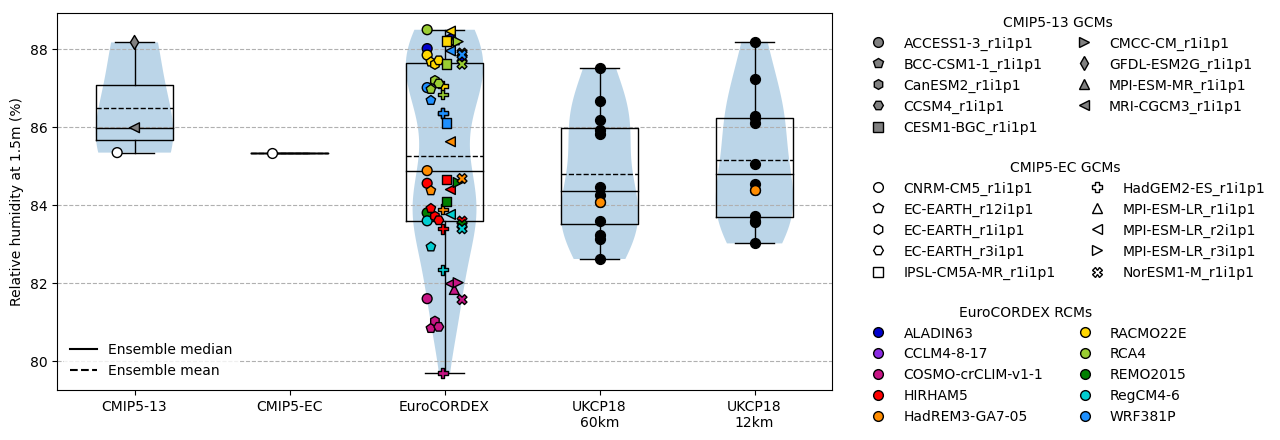 Relative humidity at 1.5m (%)
88
86
84
82
80
Ensemble median
Ensemble mean
CMIP5-13
CMIP5-EC
EuroCORDEX
UKCP18
60km
UKCP18
12km
CMIP5-13 GCMs
ACCESS1-3_r1i1p1
BCC-CSM1-1_r1i1p1
CanESM2_r1i1p1
CCSM4_r1i1p1
CESM1-BGC_r1i1p1
CMCC-CM_r1i1p1
GFDL-ESM2G_r1i1p1
MPI-ESM-MR_r1i1p1
MRI-CGCM3_r1i1p1
CMIP5-EC GCMs
CNRM-CM5_r1i1p1
EC-EARTH_r12i1p1
EC-EARTH_r1i1p1
EC-EARTH_r3i1p1
IPSL-CM5A-MR_r1i1p1
HadGEM2-ES_r1i1p1
MPI-ESM-LR_r1i1p1
MPI-ESM-LR_r2i1p1
MPI-ESM-LR_r3i1p1
NorESM1-M_r1i1p1
EuroCORDEX RCMs
ALADIN63
CCLM4-8-17
COSMO-crCLIM-v1-1
HIRHAM5
HadREM3-GA7-05
RACMO22E
RCA4
REMO2015
RegCM4-6
WRF381P